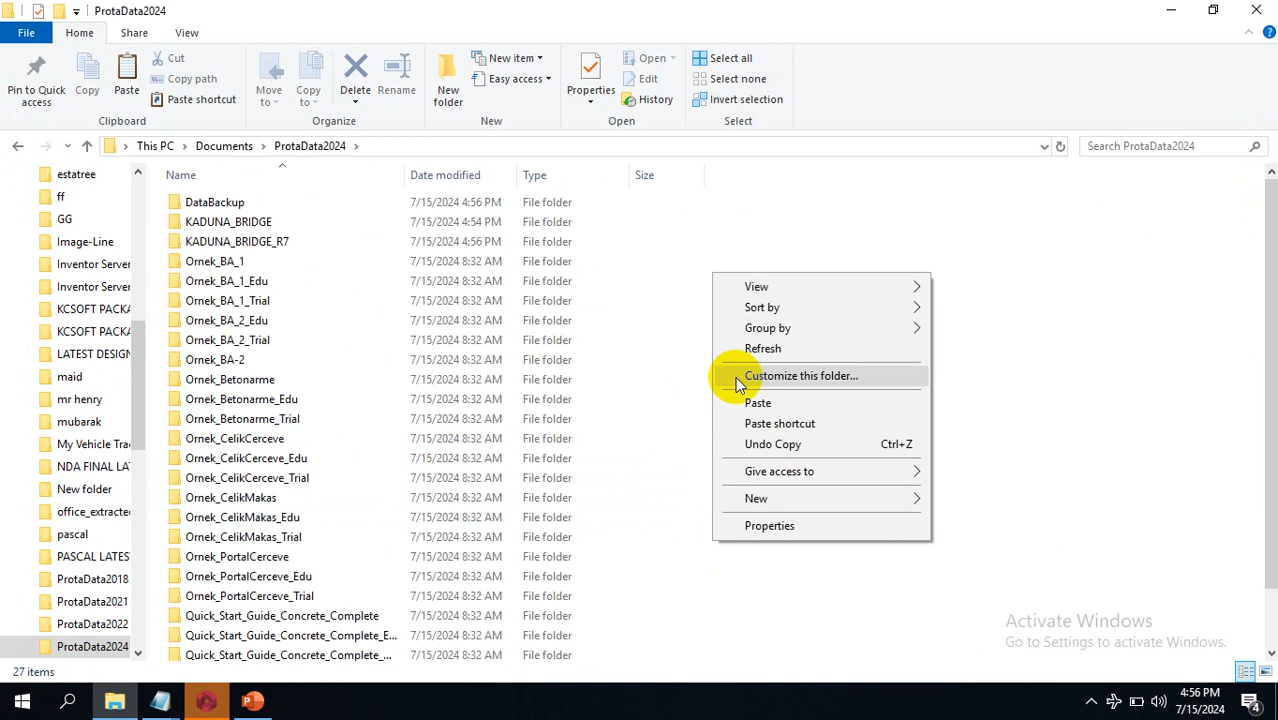 ProtaData2024
File Home Share View
Pin to Quick access
Copy
Paste
Cut
Copy path
Paste shortcut
Clipboard
Move to
Copy to
Delete
Rename
Organize
New folder
New item
Easy access
New
Properties
Open
Edit
History
Open
Select all
Select none
Invert selection
Select
This PC Documents ProtaData2024
Search ProtaData2024
estatree
ff
GG
Image-Line
Inventor Server
Inventor Server
KCSOFT PACKA
KCSOFT PACKA
LATEST DESIGN
maid
mr henry
mubarak
My Vehicle Tra
NDA FINAL LAT
New folder
office_extracte
pascal
PASCAL LATES
ProtaData2018
ProtaData2021
ProtaData2022
ProtaData2024
Name Date modified Type Size
DataBackup 7/15/2024 4:56 PM File folder
KADUNA_BRIDGE 7/15/2024 4:54 PM File folder
KADUNA_BRIDGE_R7 7/15/2024 4:56 PM File folder
Ornek_BA_1 7/15/2024 8:32 AM File folder
Ornek_BA_1_Edu 7/15/2024 8:32 AM File folder
Ornek_BA_1_Trial 7/15/2024 8:32 AM File folder
Ornek_BA_2_Edu 7/15/2024 8:32 AM File folder
Ornek_BA_2_Trial 7/15/2024 8:32 AM File folder
Ornek_BA-2 7/15/2024 8:32 AM File folder
Ornek_Betonarme 7/15/2024 8:32 AM File folder
Ornek_Betonarme_Edu 7/15/2024 8:32 AM File folder
Ornek_Betonarme_Trial 7/15/2024 8:32 AM File folder
Ornek_CelikCerceve 7/15/2024 8:32 AM File folder
Ornek_CelikCerceve_Edu 7/15/2024 8:32 AM File folder
Ornek_CelikCerceve_Trial 7/15/2024 8:32 AM File folder
Ornek_CelikMakas 7/15/2024 8:32 AM File folder
Ornek_CelikMakas_Edu 7/15/2024 8:32 AM File folder
Ornek_CelikMakas_Trial 7/15/2024 8:32 AM File folder
Ornek_PortalCerceve 7/15/2024 8:32 AM File folder
Ornek_PortalCerceve_Edu 7/15/2024 8:32 AM File folder
Ornek_PortalCerceve_Trial 7/15/2024 8:32 AM File folder
Quick_Start_Guide_Concrete_Complete 7/15/2024 8:32 AM File folder
Quick_Start_Guide_Concrete_Complete_E... 7/15/2024 8:32 AM File folder
Quick_Start_Guide_Concrete_Complete_... 7/15/2024 8:32 AM File folder
View
Sort by
Group by
Refresh
Customize this folder...
Paste
Paste shortcut
Undo Copy Ctrl+Z
Give access to
New
Properties
Activate Windows
Go to Settings to activate Windows.
27 items
4:56 PM
7/15/2024
4